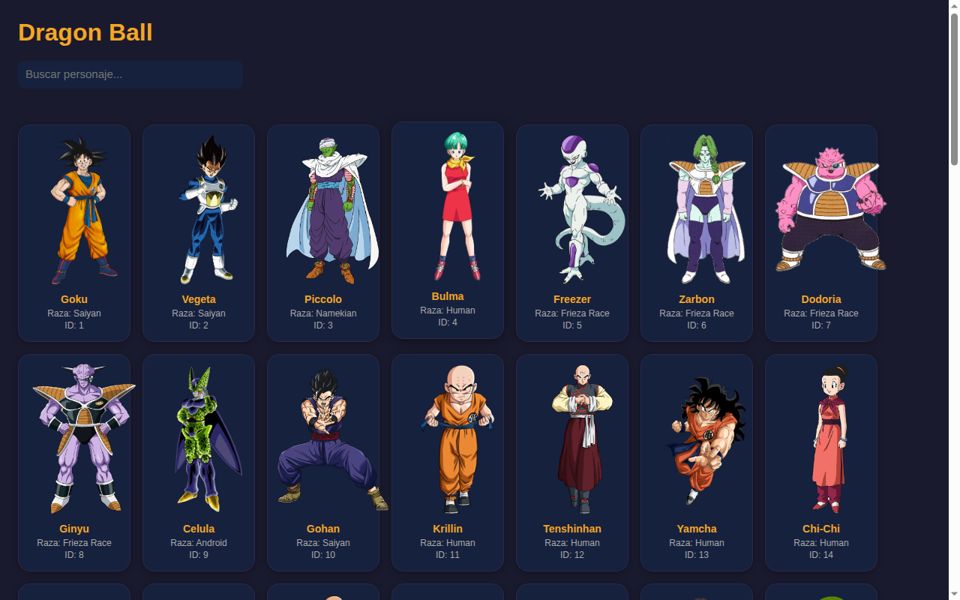 Dragon Ball
Buscar personaje...
Goku
Raza: Saiyan
ID: 1
Vegeta
Raza: Saiyan
ID: 2
Piccolo
Raza: Namekian
ID: 3
Bulma
Raza: Human
ID: 4
Freezer
Raza: Frieza Race
ID: 5
Zarbon
Raza: Frieza Race
ID: 6
Dodoria
Raza: Frieza Race
ID: 7
Ginyu
Raza: Frieza Race
ID: 8
Celula
Raza: Android
ID: 9
Gohan
Raza: Saiyan
ID: 10
Krillin
Raza: Human
ID: 11
Tenshinhan
Raza: Human
ID: 12
Yamcha
Raza: Human
ID: 13
Chi-Chi
Raza: Human
ID: 14